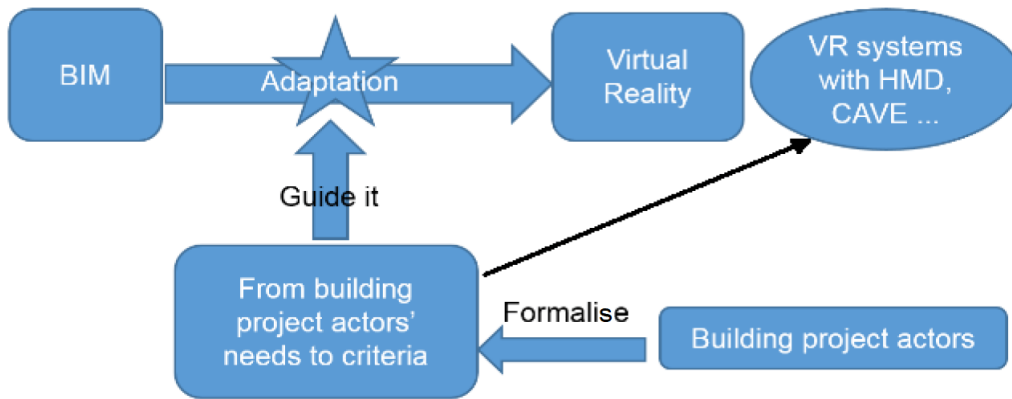 BIM
Adaptation
Virtual
Reality
VR systems
with HMD,
CAVE ...
Guide it
From building
project actors'
needs to criteria
Formalise
Building project actors